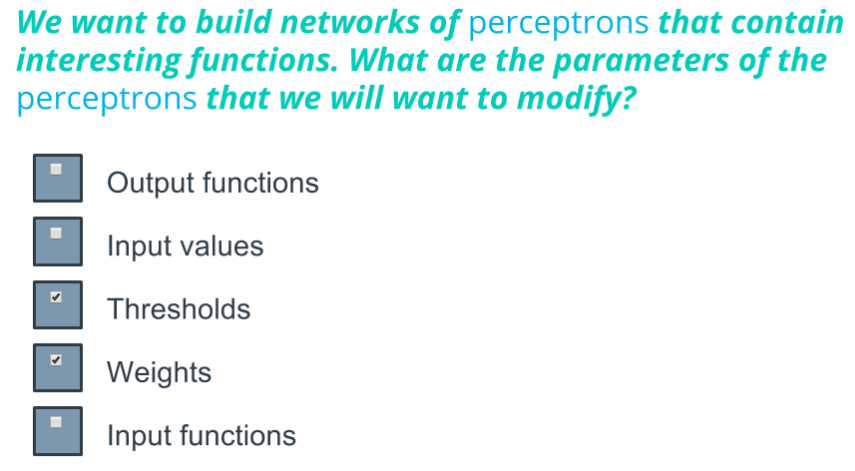 We want to build networks of perceptrons that contain
interesting functions. What are the parameters of the
perceptrons that we will want to modify?
Output functions
Input values
Thresholds
Weights
Input functions